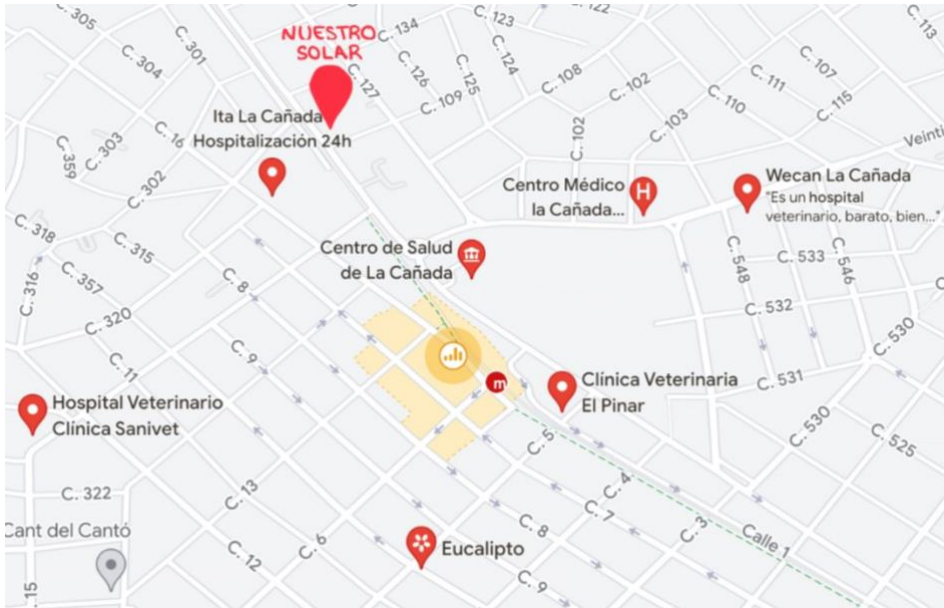 C. 305
C. 301
C. 304
NUESTRO
SOLAR
C. 134
C. 123
C. 122
C. 113
C. 127
C. 126
C. 125
C. 124
C. 108
C. 107
C. 109
C. 102
C. 111
C. 115
C. 16
Ita La Cañada
Hospitalización 24h
C. 102
C. 103
C. 110
Veinti
C. 359
C. 303
C. 302
Centro Médico
la Cañada...
H
Wecan La Cañada
"Es un hospital
veterinario, barato, bien..."
C. 318
C. 315
C. 316
C. 357
C. 8
Centro de Salud
de La Cañada
C. 548
C. 533
C. 546
C. 532
C. 320
C. 9
C. 11
C. 530
m
C. 531
Hospital Veterinario
Clínica Sanivet
Clínica Veterinaria
El Pinar
C. 5
C. 530
C. 525
C. 322
C. 13
C. 4
Cant del Cantó
C. 12
C. 6
Eucalipto
C. 8
C. 7
C. 3
Calle 1
C. 9
15